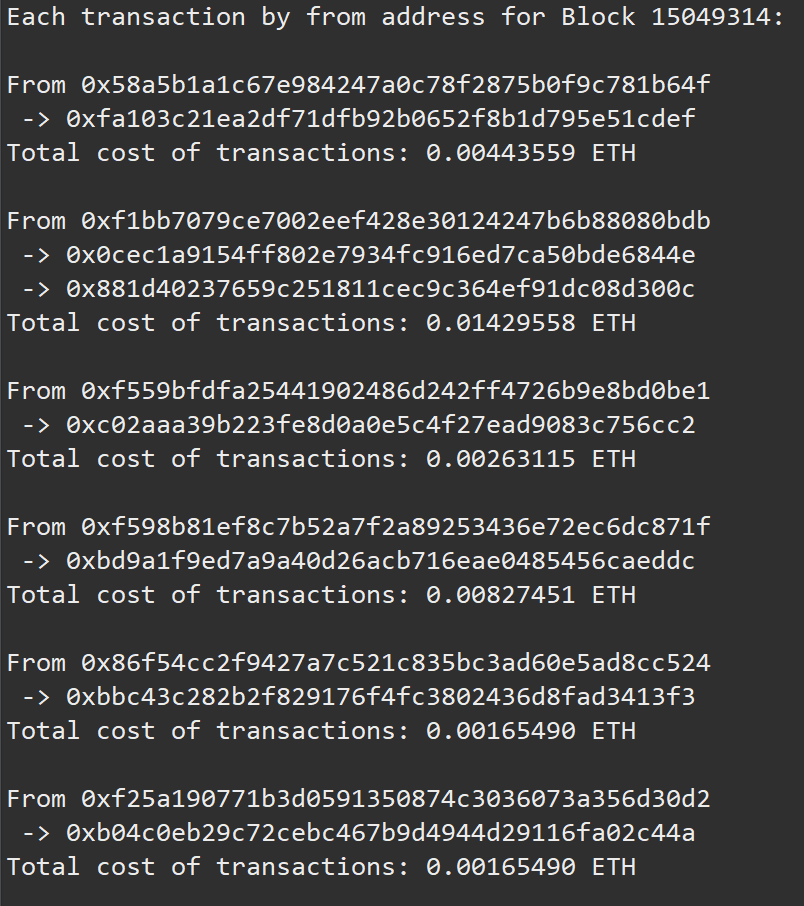 Each transaction by from address for Block 15049314:
From 0x58a5b1a1c67e984247a0c78f2875b0f9c781b64f
-> 0xfa103c21ea2df71dfb92b0652f8b1d795e51cdef
Total cost of transactions: 0.00443559 ETH
From 0xf1bb7079ce7002eef428e30124247b6b88080bdb
-> 0x0cec1a9154ff802e7934fc916ed7ca50bde6844e
-> 0x881d40237659c251811cec9c364ef91dc08d300c
Total cost of transactions: 0.01429558 ETH
From 0xf559bfdfa25441902486d242ff4726b9e8bd0be1
-> 0xc02aaa39b223fe8d0a0e5c4f27ead9083c756cc2
Total cost of transactions: 0.00263115 ETH
From 0xf598b81ef8c7b52a7f2a89253436e72ec6dc871f
-> 0xbd9a1f9ed7a9a40d26acb716eae0485456caeddc
Total cost of transactions: 0.00827451 ETH
From 0x86f54cc2f9427a7c521c835bc3ad60e5ad8cc524
-> 0xbbc43c282b2f829176f4fc3802436d8fad3413f3
Total cost of transactions: 0.00165490 ETH
From 0xf25a190771b3d0591350874c3036073a356d30d2
-> 0xb04c0eb29c72cebc467b9d4944d29116fa02c44a
Total cost of transactions: 0.00165490 ETH